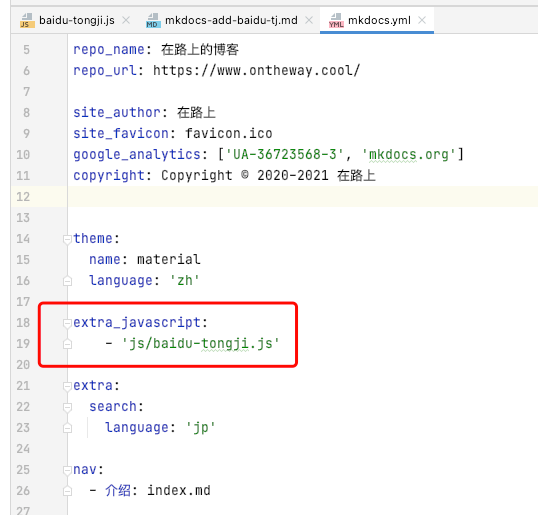 baidu-tongji.js mkdocs-add-baidu-tj.md mkdocs.yml
5 repo_name: 在路上的博客
6 repo_url: https://www.ontheway.cool/
7
8 site_author: 在路上
9 site_favicon: favicon.ico
10 google_analytics: ['UA-36723568-3', 'mkdocs.org']
11 copyright: Copyright © 2020-2021 在路上
12
13
14 theme:
15 name: material
16 language: 'zh'
17
18 extra_javascript:
19 - 'js/baidu-tongji.js'
20
21 extra:
22 search:
23 language: 'jp'
24
25 nav:
26 - 介绍: index.md
27